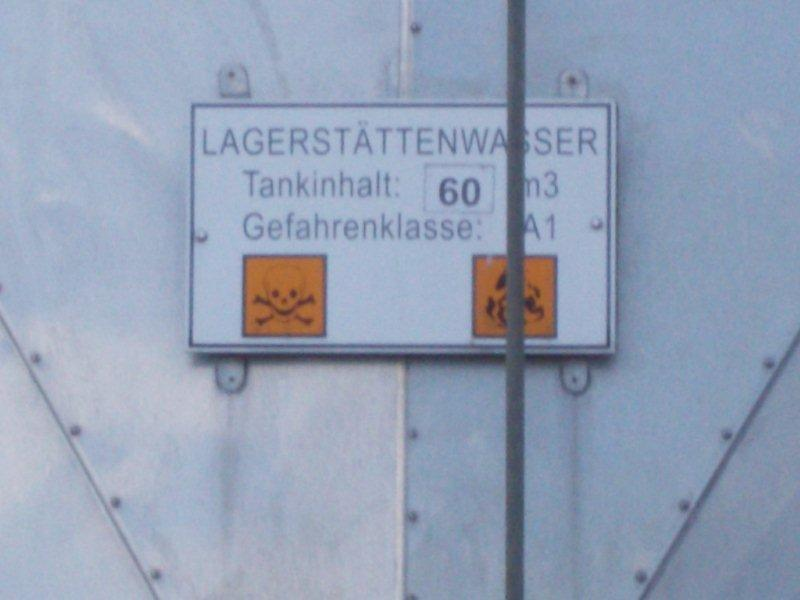 LAGERSTÄTTENWASSER
Tankinhalt: 60 m3
Gefahrenklasse: A1